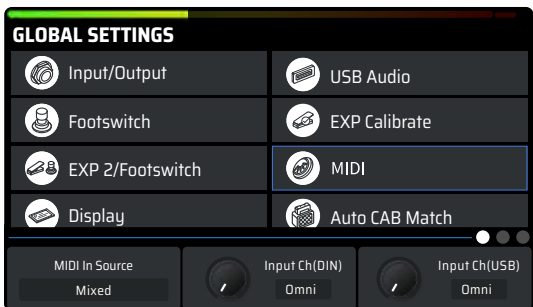 GLOBAL SETTINGS
Input/Output
USB Audio
Footswitch
EXP Calibrate
EXP 2/Footswitch
MIDI
Display
Auto CAB Match
MIDI In Source
Input Ch(DIN)
Input Ch(USB)
Mixed
Omni
Omni